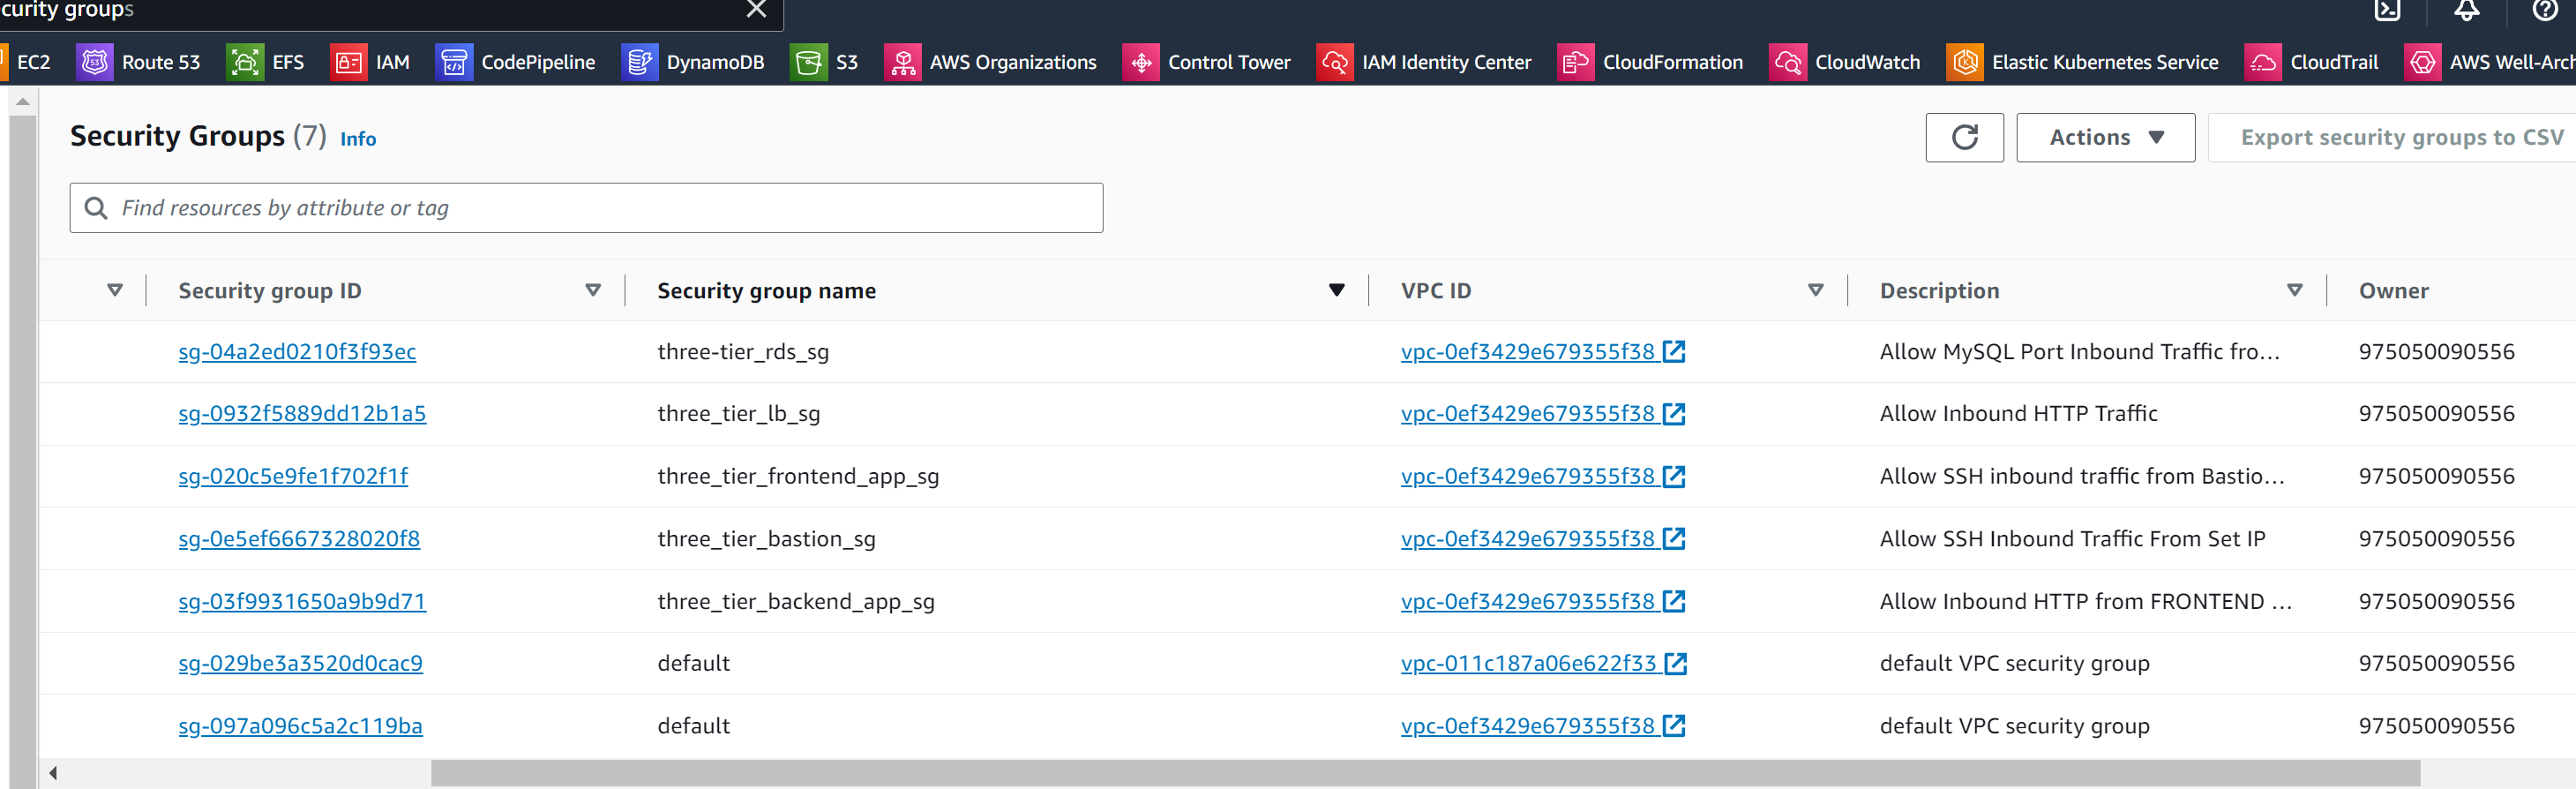 curity groups
EC2 Route 53 EFS IAM CodePipeline DynamoDB S3 AWS Organizations Control Tower IAM Identity Center CloudFormation CloudWatch Elastic Kubernetes Service CloudTrail AWS Well-Arch
Security Groups (7) Info Actions Export security groups to CSV
Find resources by attribute or tag
Security group ID Security group name VPC ID Description Owner
sg-04a2ed0210f3f93ec three-tier_rds_sg vpc-0ef3429e679355f38 Allow MySQL Port Inbound Traffic fro... 975050090556
sg-0932f5889dd12b1a5 three_tier_lb_sg vpc-0ef3429e679355f38 Allow Inbound HTTP Traffic 975050090556
sg-020c5e9fe1f702f1f three_tier_frontend_app_sg vpc-0ef3429e679355f38 Allow SSH inbound traffic from Bastio... 975050090556
sg-0e5ef6667328020f8 three_tier_bastion_sg vpc-0ef3429e679355f38 Allow SSH Inbound Traffic From Set IP 975050090556
sg-03f9931650a9b9d71 three_tier_backend_app_sg vpc-0ef3429e679355f38 Allow Inbound HTTP from FRONTEND ... 975050090556
sg-029be3a3520d0cac9 default vpc-011c187a06e622f33 default VPC security group 975050090556
sg-097a096c5a2c119ba default vpc-0ef3429e679355f38 default VPC security group 975050090556